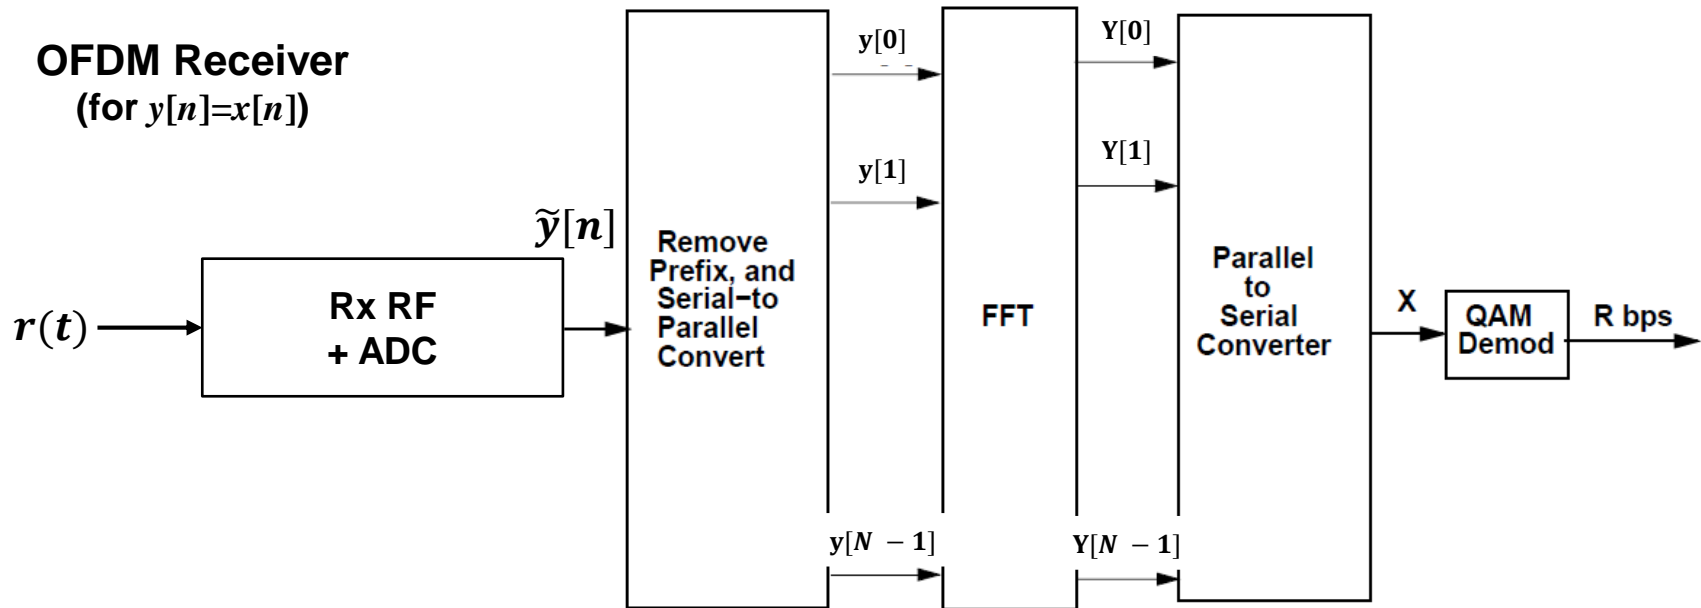 OFDM Receiver
(for y[n]=x[n])
r(t)
Rx RF
+ ADC
ỹ[n]
Remove
Prefix, and
Serial−to
Parallel
Convert
y[0]
y[1]
y[N − 1]
FFT
Y[0]
Y[1]
Y[N − 1]
Parallel
to
Serial
Converter
X
QAM
Demod
R bps